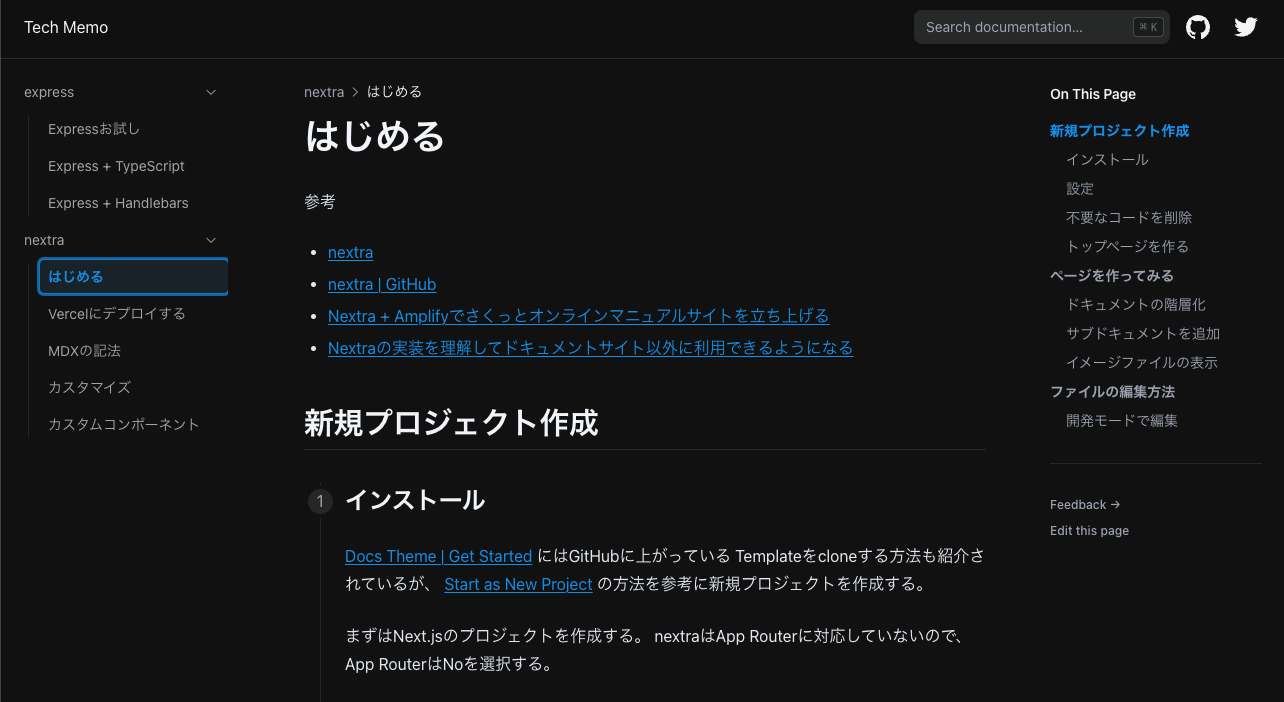 Tech Memo
Search documentation...
⌘ K
express
Expressお試し
Express + TypeScript
Express + Handlebars
nextra
はじめる
Vercelにデプロイする
MDXの記法
カスタマイズ
カスタムコンポーネント
nextra > はじめる
はじめる
参考
• nextra
• nextra | GitHub
• Nextra + Amplifyでさくっとオンラインマニュアルサイトを立ち上げる
• Nextraの実装を理解してドキュメントサイト以外に利用できるようになる
新規プロジェクト作成
1 インストール
Docs Theme | Get Started にはGitHubに上がっている Templateをcloneする方法も紹介さ
れているが、 Start as New Project の方法を参考に新規プロジェクトを作成する。
まずはNext.jsのプロジェクトを作成する。 nextraはApp Routerに対応していないので、
App RouterはNoを選択する。
On This Page
新規プロジェクト作成
インストール
設定
不要なコードを削除
トップページを作る
ページを作ってみる
ドキュメントの階層化
サブドキュメントを追加
イメージファイルの表示
ファイルの編集方法
開発モードで編集
Feedback →
Edit this page